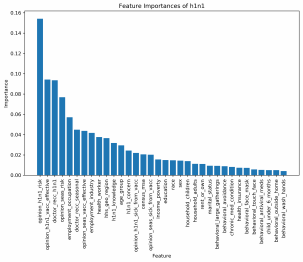 Feature Importances of h1n1
Importance
0.16
0.14
0.12
0.10
0.08
0.06
0.04
0.02
0.00
opinion_h1n1_risk
opinion_h1n1_vacc_effective
doctor_recc_h1n1
opinion_seas_risk
employment_occupation
doctor_recc_seasonal
opinion_seas_vacc_effective
employment_industry
health_worker
hhs_geo_region
h1n1_knowledge
age_group
h1n1_concern
opinion_h1n1_sick_from_vacc
census_msa
opinion_seas_sick_from_vacc
income_poverty
education
race
sex
household_children
household_adults
rent_or_own
marital_status
behavioral_large_gatherings
behavioral_avoidance
chronic_med_condition
health_insurance
behavioral_face_mask
behavioral_touch_face
behavioral_antiviral_meds
child_under_6_months
behavioral_outside_home
behavioral_wash_hands
Feature